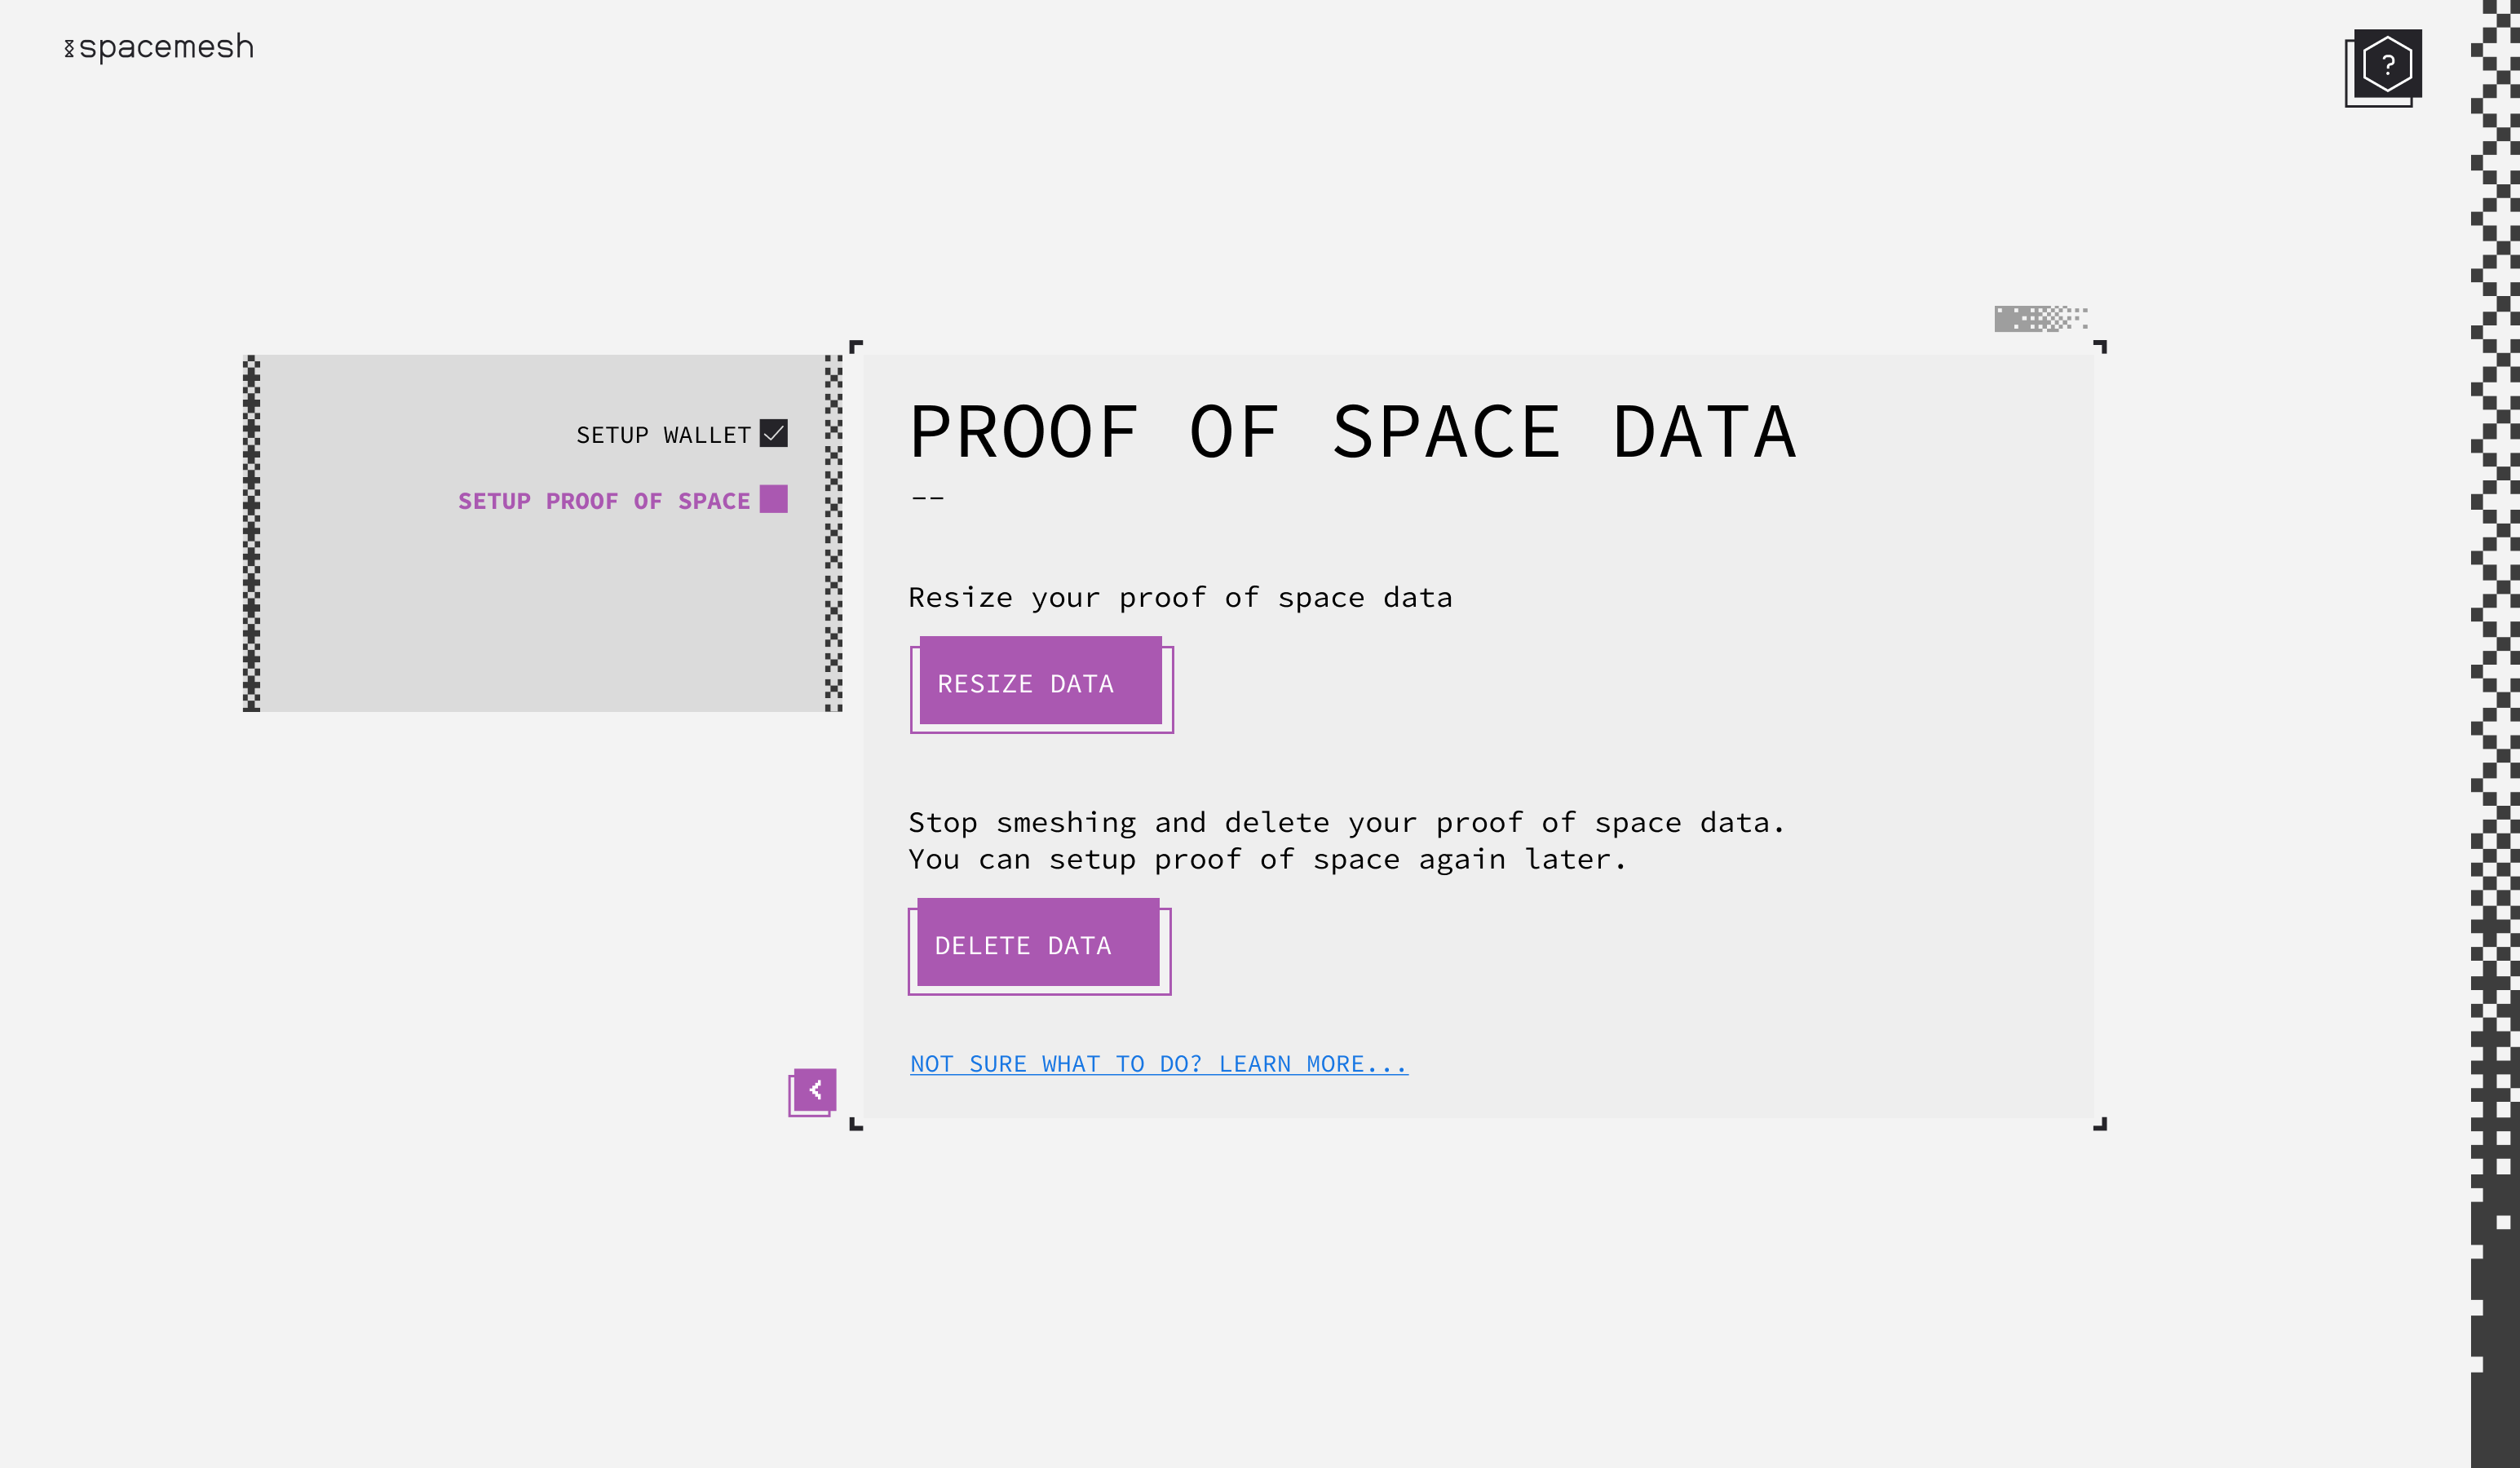 spacemesh
?
SETUP WALLET
SETUP PROOF OF SPACE
PROOF OF SPACE DATA
--
Resize your proof of space data
RESIZE DATA
Stop smeshing and delete your proof of space data.
You can setup proof of space again later.
DELETE DATA
NOT SURE WHAT TO DO? LEARN MORE...